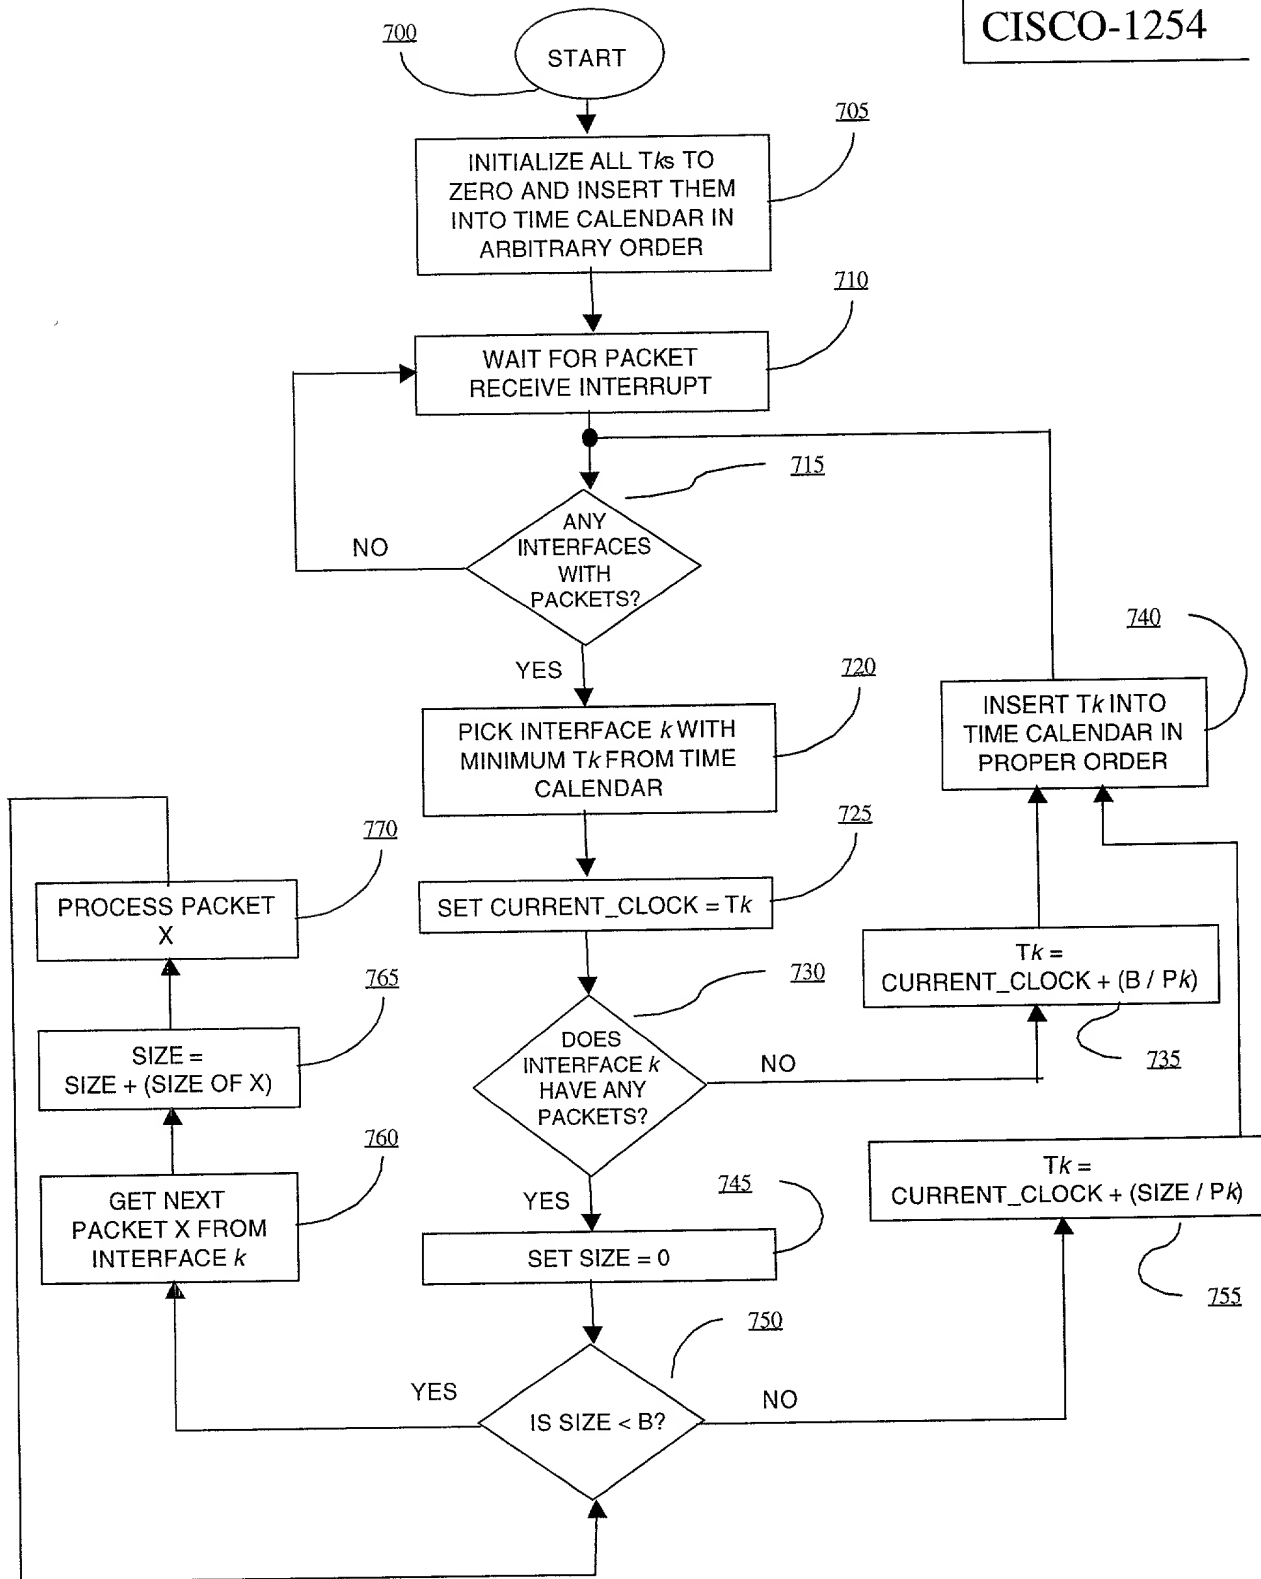 CISCO-1254
700
START
705
INITIALIZE ALL Tks TO
ZERO AND INSERT THEM
INTO TIME CALENDAR IN
ARBITRARY ORDER
710
WAIT FOR PACKET
RECEIVE INTERRUPT
715
ANY
INTERFACES
WITH
PACKETS?
NO
YES
720
PICK INTERFACE k WITH
MINIMUM Tk FROM TIME
CALENDAR
740
INSERT Tk INTO
TIME CALENDAR IN
PROPER ORDER
725
SET CURRENT_CLOCK = Tk
770
PROCESS PACKET
X
730
DOES
INTERFACE k
HAVE ANY
PACKETS?
NO
YES
Tk =
CURRENT_CLOCK + (B / Pk)
735
765
SIZE =
SIZE + (SIZE OF X)
760
GET NEXT
PACKET X FROM
INTERFACE k
745
SET SIZE = 0
Tk =
CURRENT_CLOCK + (SIZE / Pk)
755
750
IS SIZE < B?
YES
NO